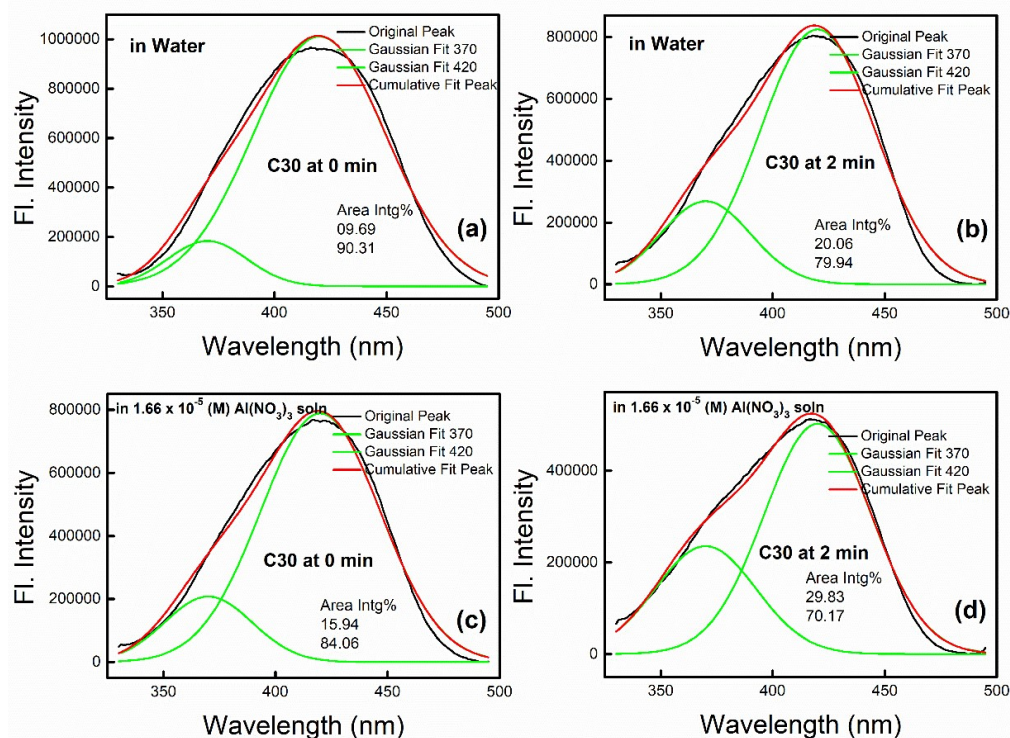 in Water
Original Peak
Gaussian Fit 370
Gaussian Fit 420
Cumulative Fit Peak
C30 at 0 min
Area Intg%
09.69
90.31
(a)
1000000
800000
600000
400000
200000
0
350
400
450
500
Fl. Intensity
Wavelength (nm)
in Water
Original Peak
Gaussian Fit 370
Gaussian Fit 420
Cumulative Fit Peak
C30 at 2 min
Area Intg%
20.06
79.94
(b)
800000
600000
400000
200000
0
350
400
450
500
Fl. Intensity
Wavelength (nm)
in 1.66 x 10⁻⁵ (M) Al(NO₃)₃ soln
Original Peak
Gaussian Fit 370
Gaussian Fit 420
Cumulative Fit Peak
C30 at 0 min
Area Intg%
15.94
84.06
(c)
800000
600000
400000
200000
0
350
400
450
500
Fl. Intensity
Wavelength (nm)
in 1.66 x 10⁻⁵ (M) Al(NO₃)₃ soln
Original Peak
Gaussian Fit 370
Gaussian Fit 420
Cumulative Fit Peak
C30 at 2 min
Area Intg%
29.83
70.17
(d)
400000
200000
0
350
400
450
500
Fl. Intensity
Wavelength (nm)